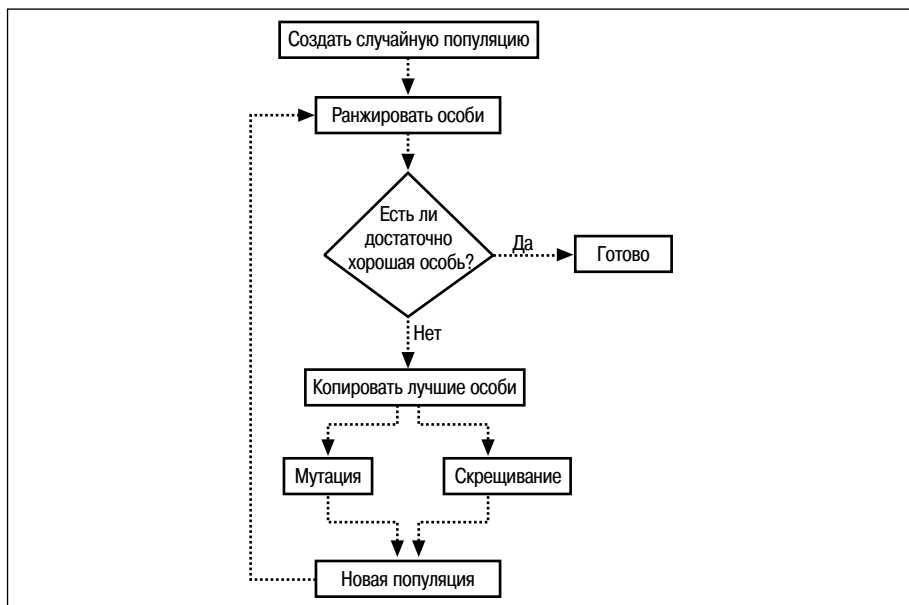 Создать случайную популяцию
Ранжировать особи
Есть ли
достаточно
хорошая особь?
Да
Готово
Нет
Копировать лучшие особи
Мутация
Скрещивание
Новая популяция